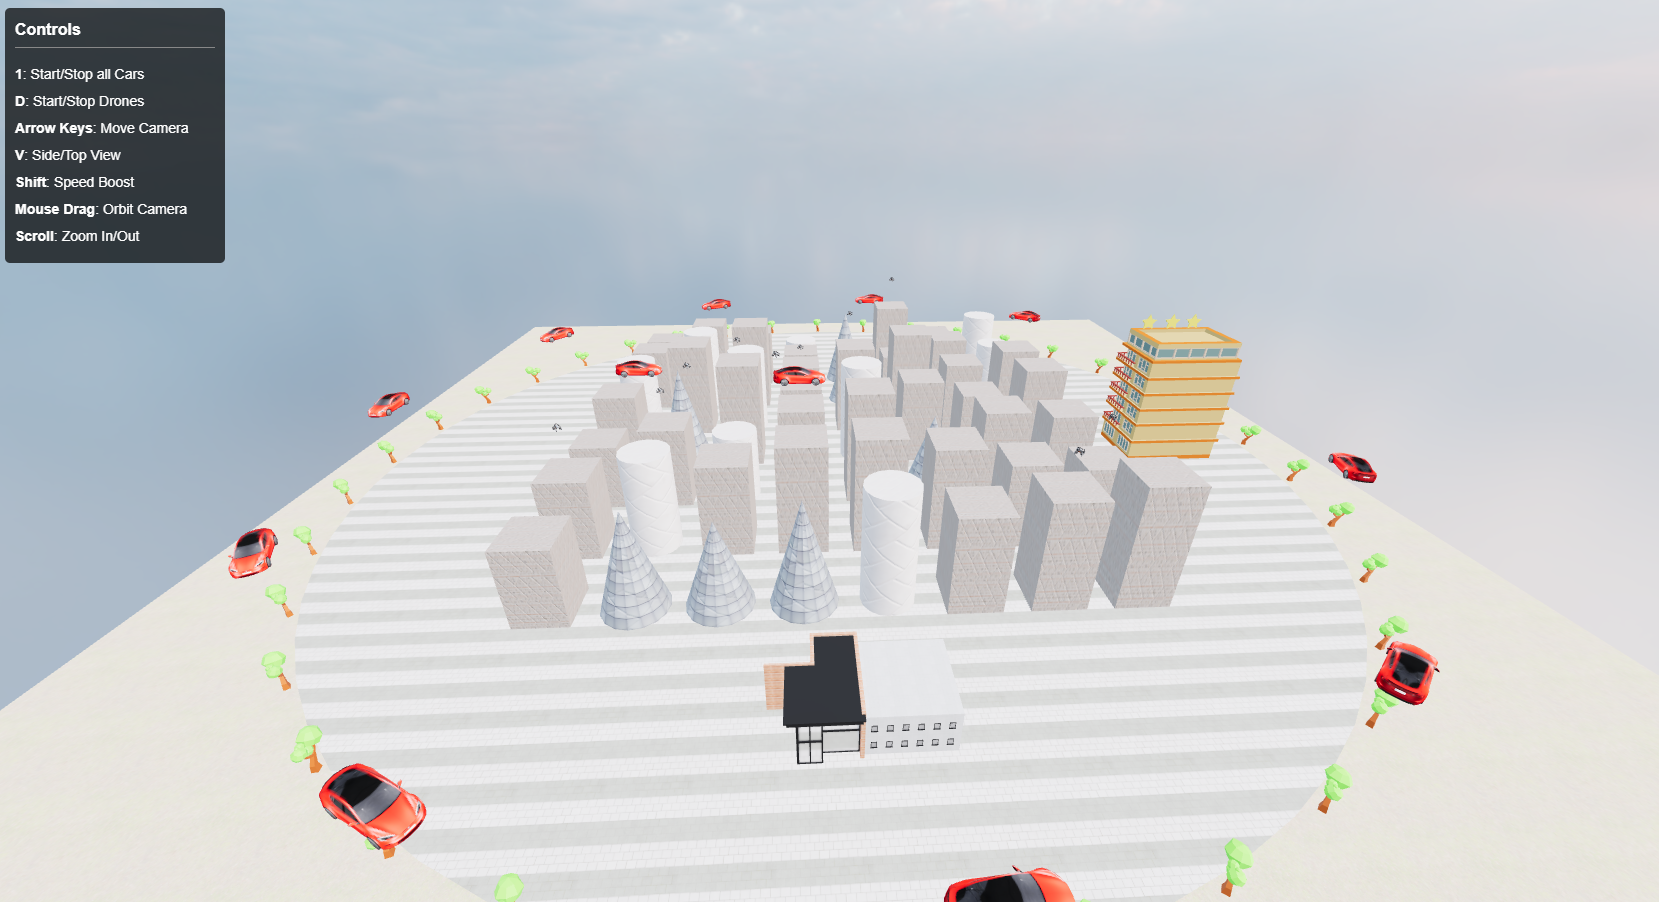 Controls
1: Start/Stop all Cars
D: Start/Stop Drones
Arrow Keys: Move Camera
V: Side/Top View
Shift: Speed Boost
Mouse Drag: Orbit Camera
Scroll: Zoom In/Out